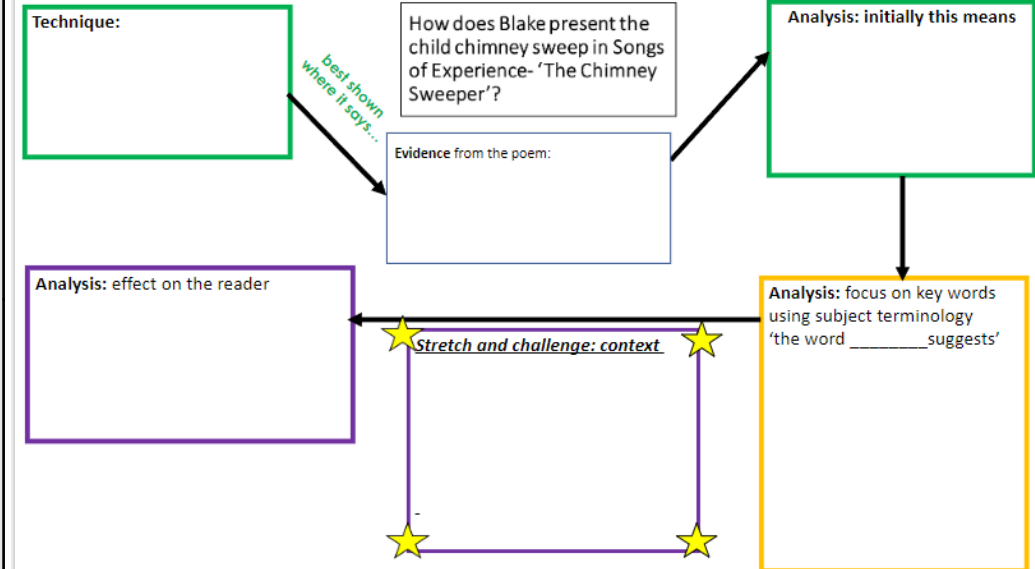 Technique:
best shown
where it says...
How does Blake present the
child chimney sweep in Songs
of Experience- ‘The Chimney
Sweeper’?
Evidence from the poem:
Analysis: initially this means
Analysis: focus on key words
using subject terminology
‘the word ________suggests’
Analysis: effect on the reader
Stretch and challenge: context
-